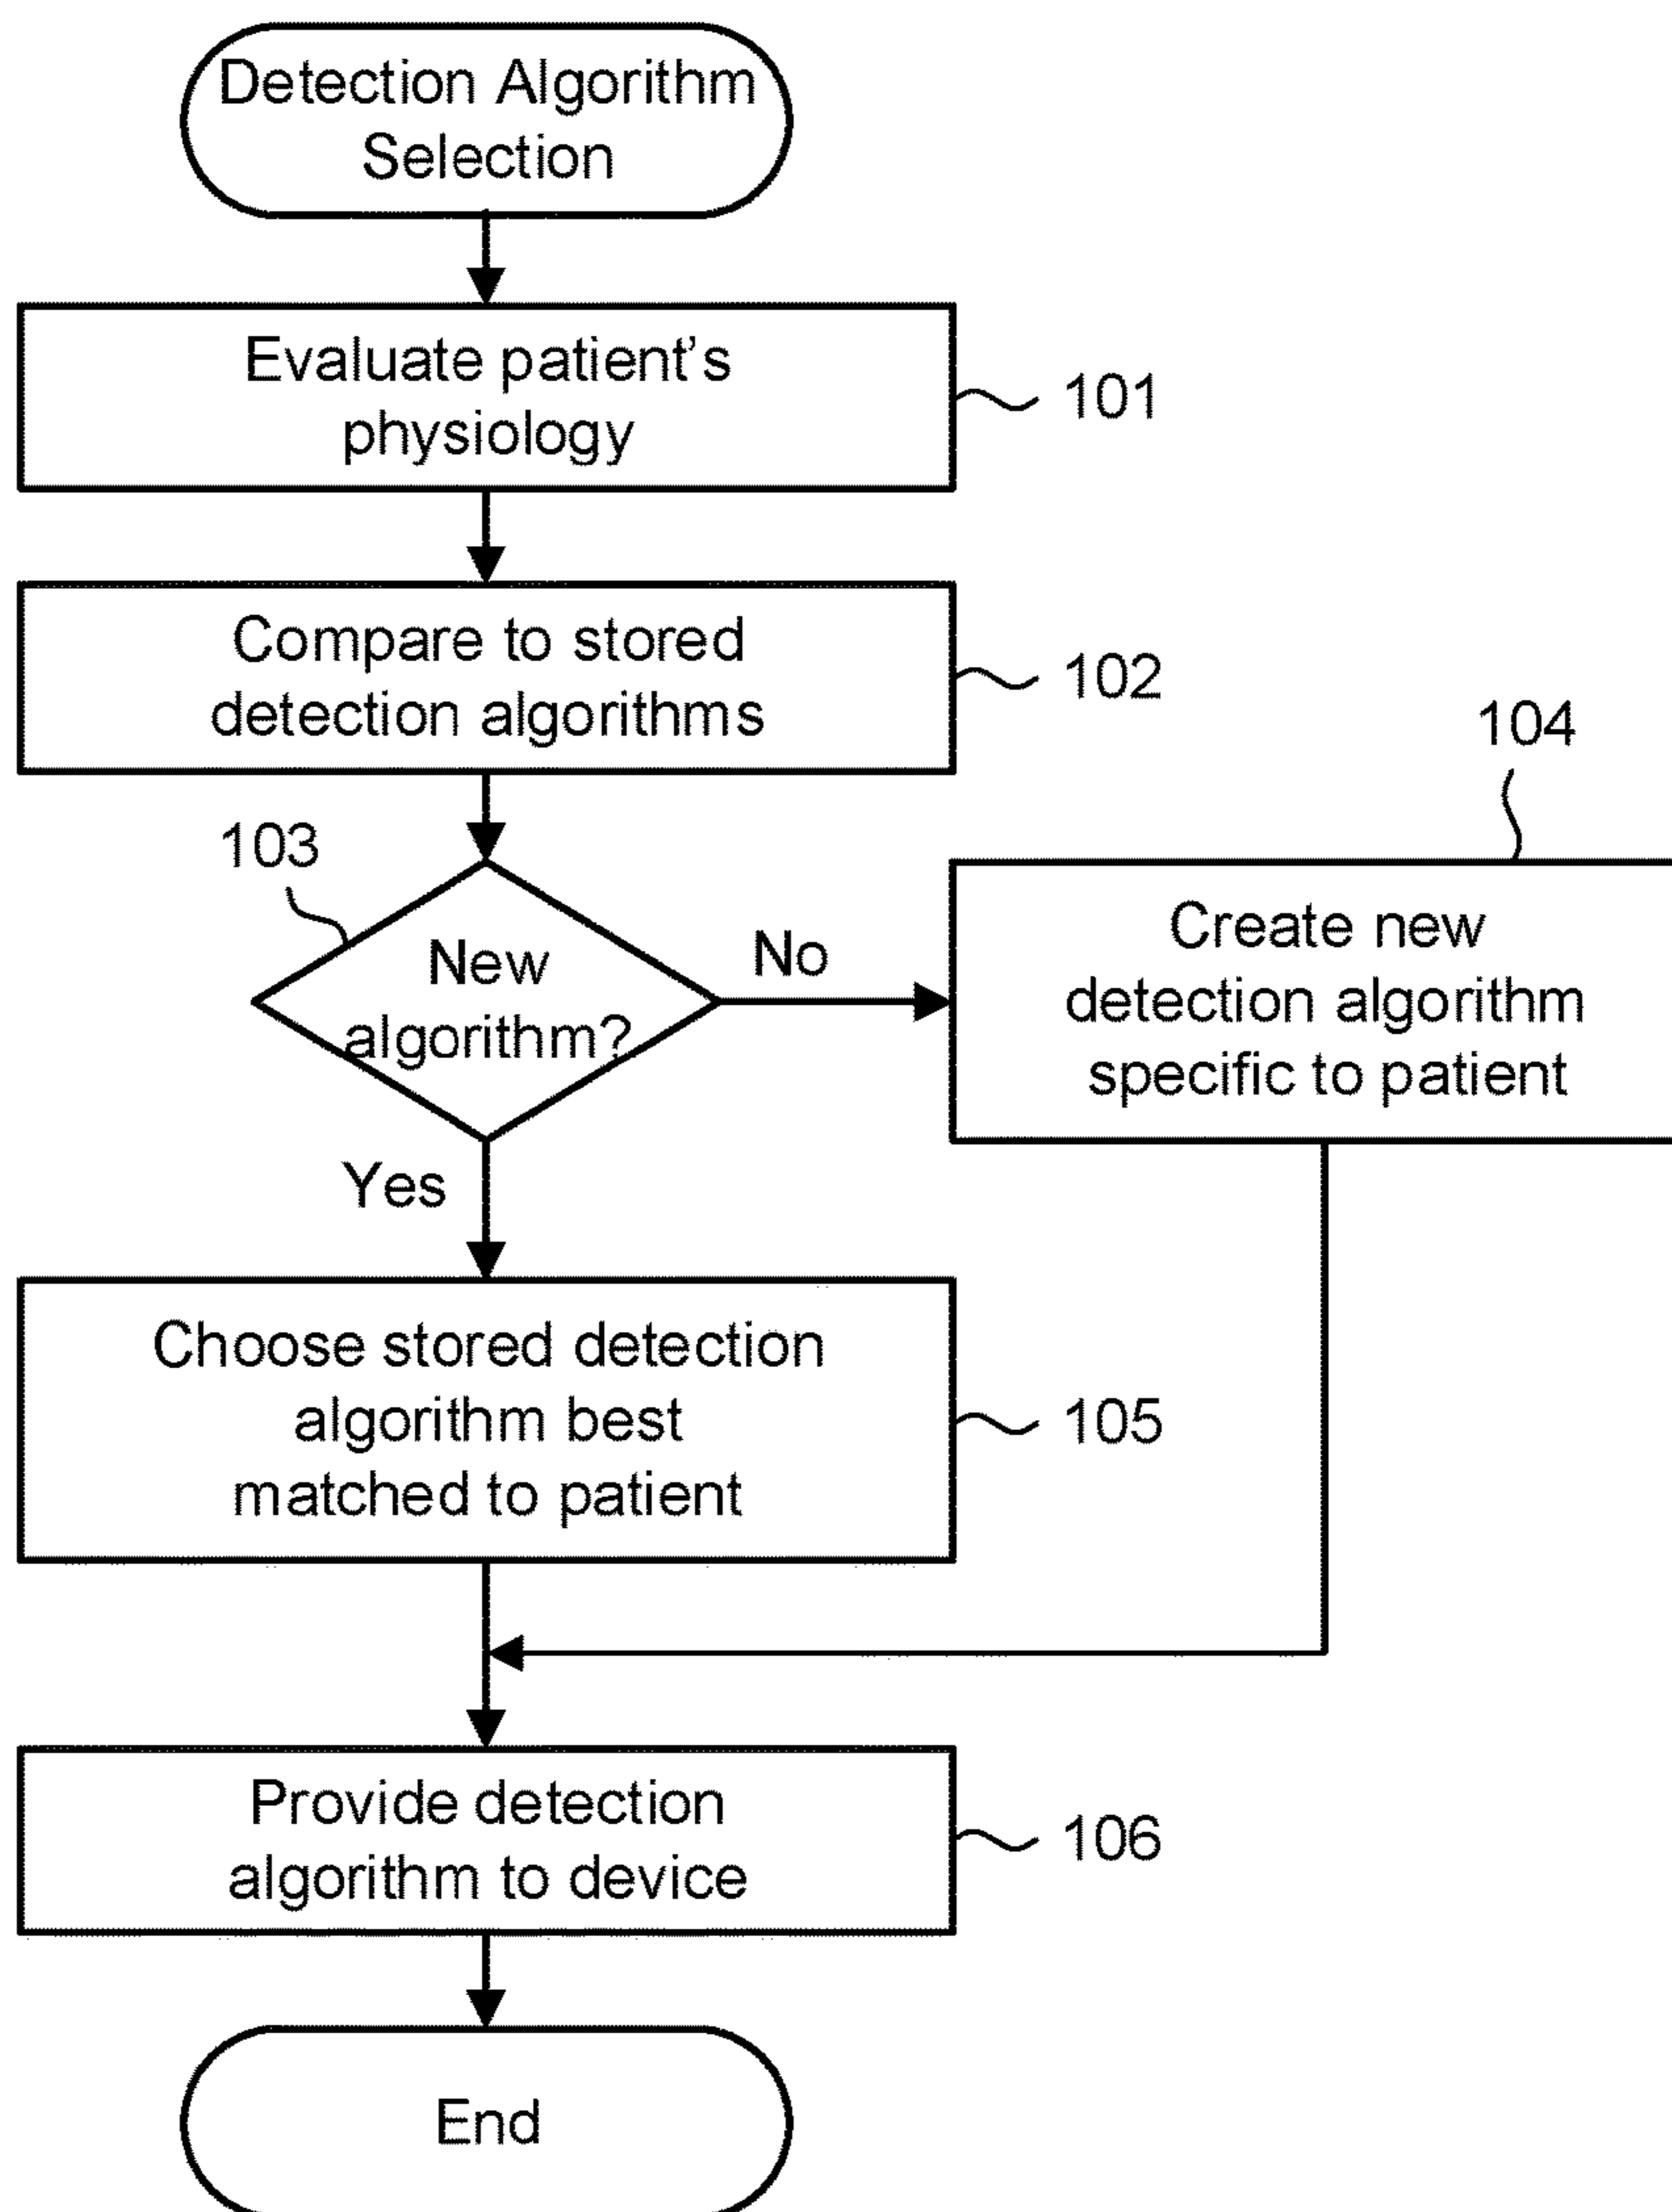 Detection Algorithm
Selection
Evaluate patient's
physiology
101
Compare to stored
detection algorithms
102
103
104
New
algorithm?
No
Create new
detection algorithm
specific to patient
Yes
Choose stored detection
algorithm best
matched to patient
105
Provide detection
algorithm to device
106
End